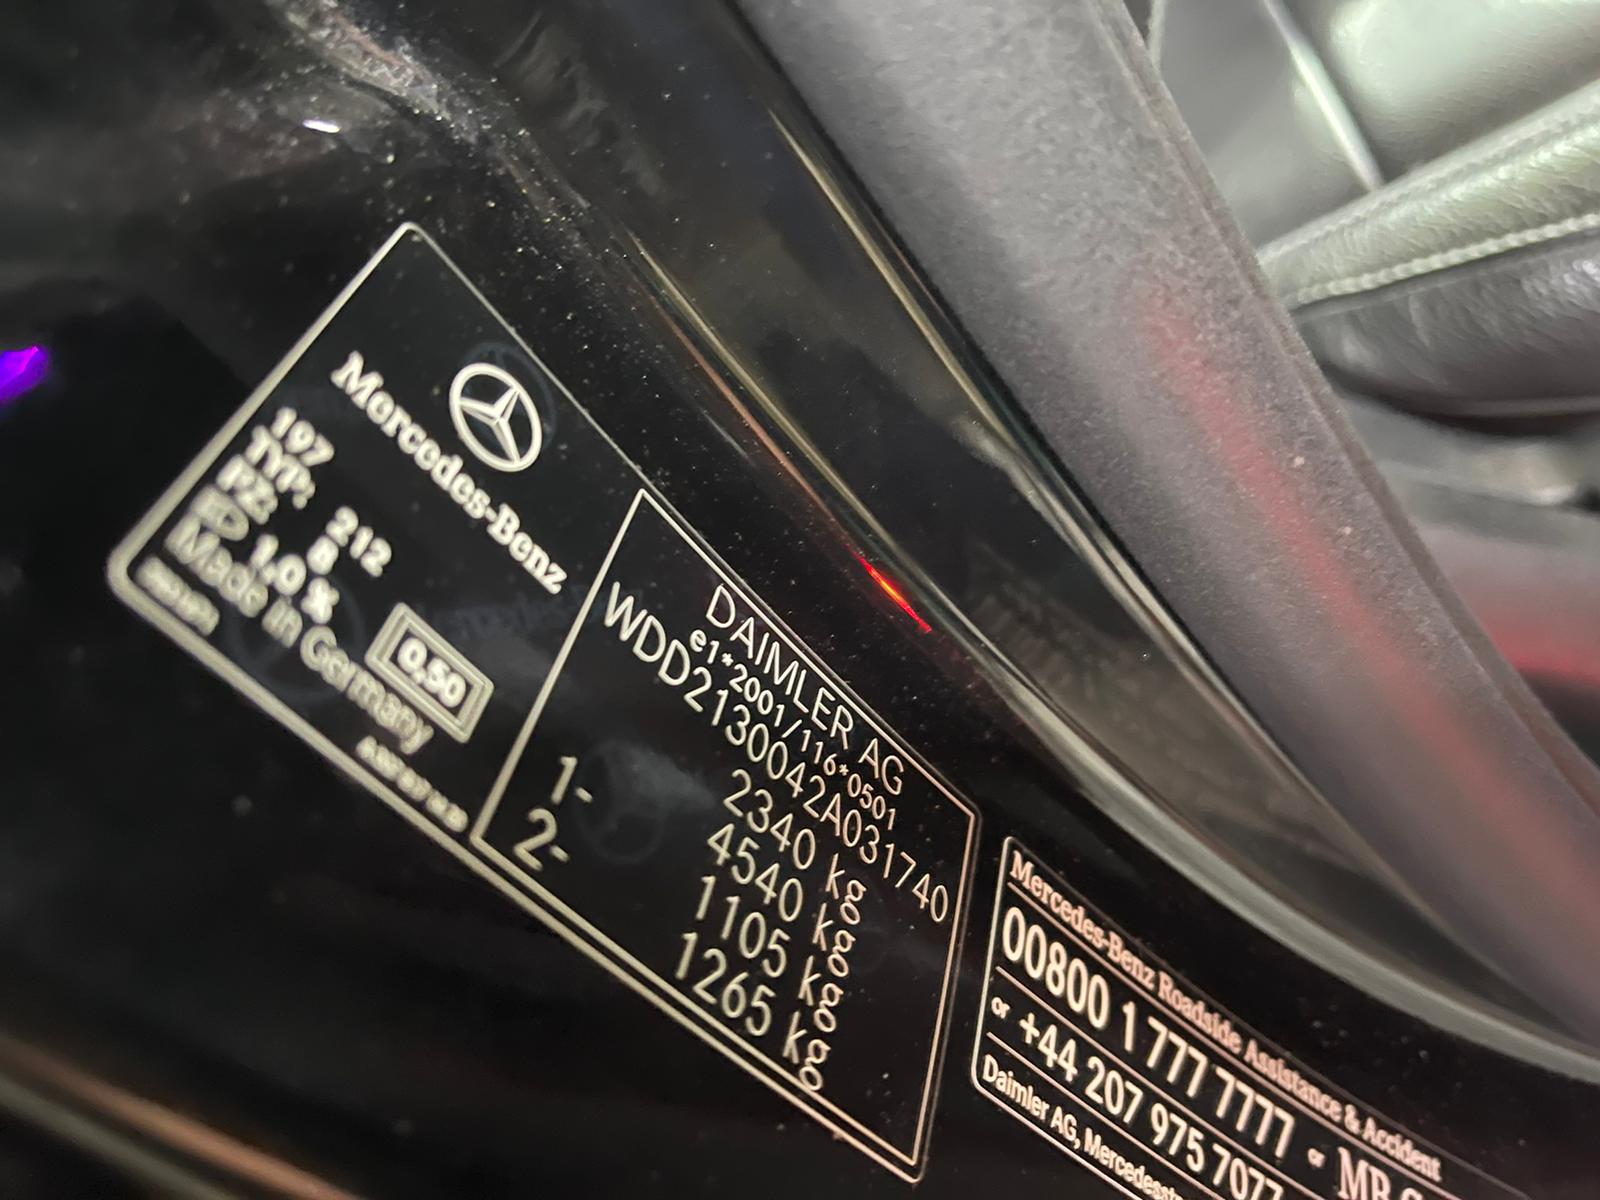 Mercedes-Benz
197
TYP: 212
PZ: 8
1.0 %
Made in Germany
0,50
DAIMLER AG
e1*2001/116*0501
WDD2130042A031740
2340 kg
4540 kg
1- 1105 kg
2- 1265 kg
Mercedes-Benz Roadside Assistance & Accident
00800 1 777 7777 or MB
or +44 207 975 7077
Daimler AG,